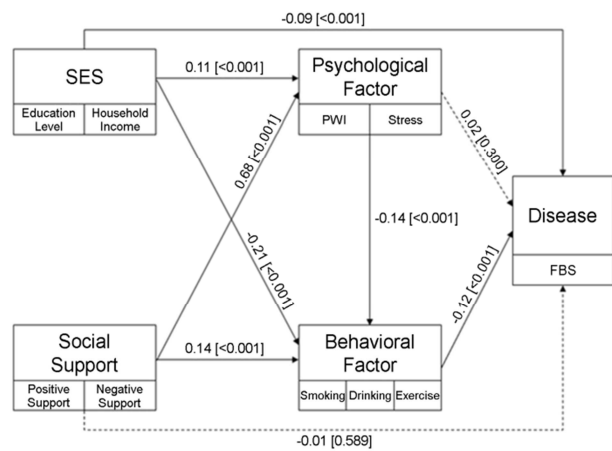 -0.09 [<0.001]
SES
Education Level
Household Income
0.11 [<0.001]
Psychological
Factor
PWI
Stress
0.68 [<0.001]
-0.21 [<0.001]
0.02 [0.300]
-0.14 [<0.001]
Disease
FBS
-0.12 [<0.001]
Social
Support
Positive Support
Negative Support
0.14 [<0.001]
Behavioral
Factor
Smoking
Drinking
Exercise
-0.01 [0.589]